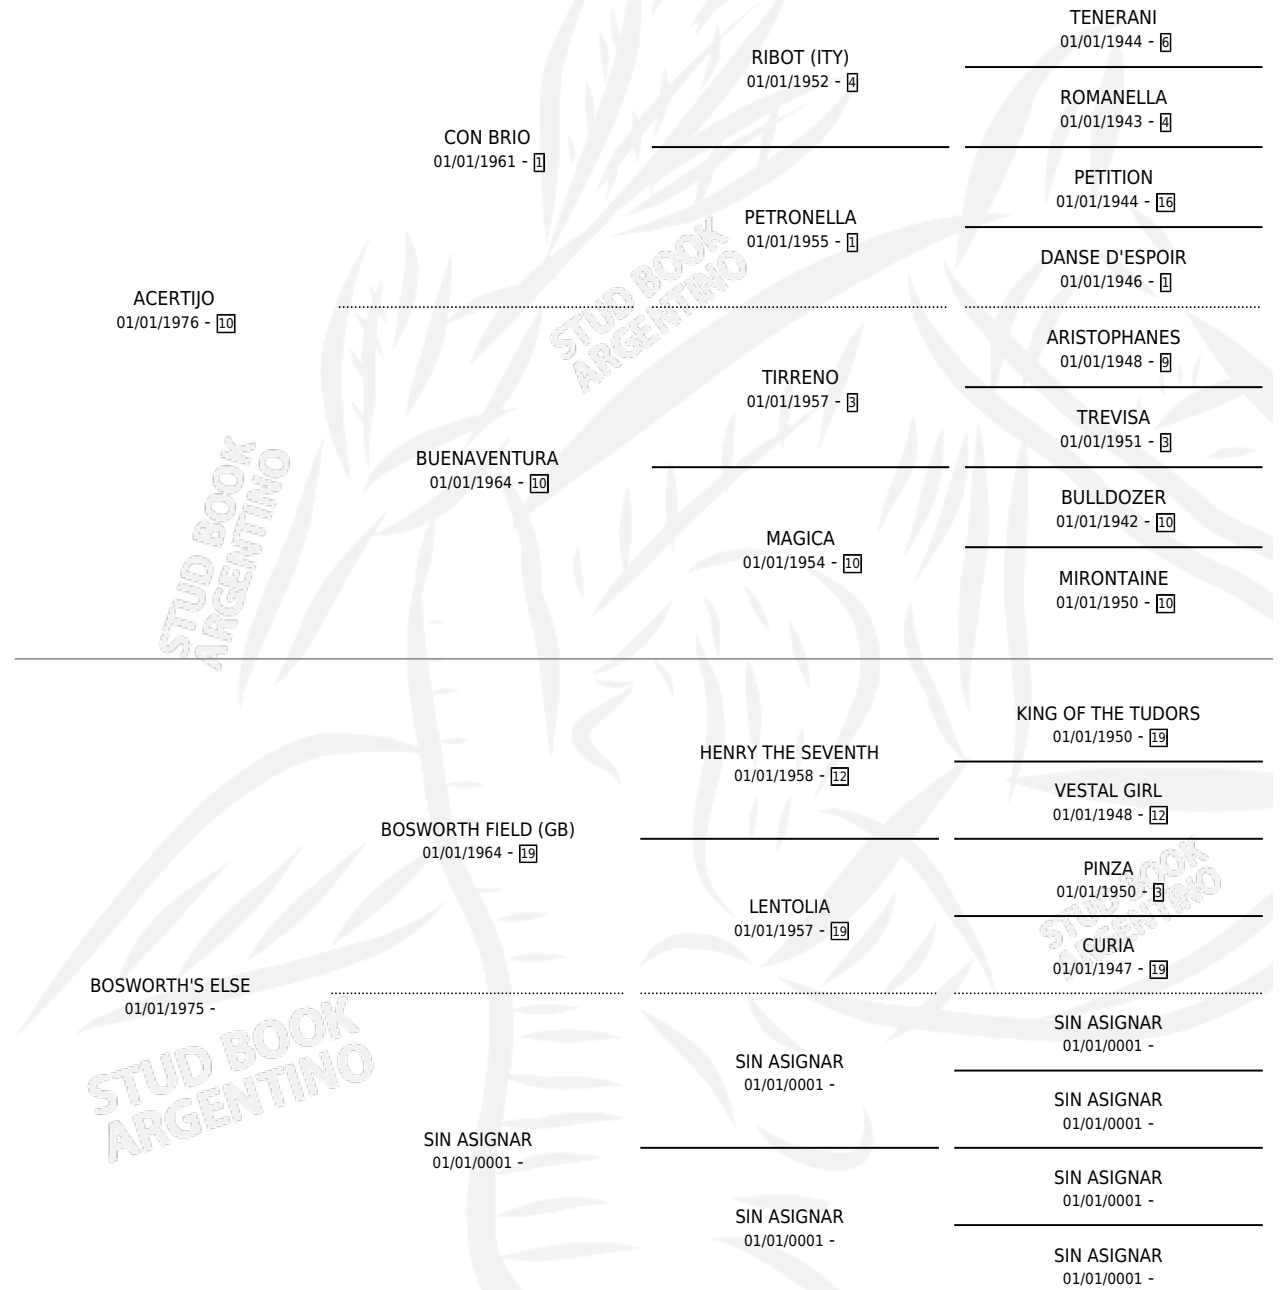 TENERANI
01/01/1944 - 6
RIBOT (ITY)
01/01/1952 - 4
ROMANELLA
01/01/1943 - 4
CON BRIO
01/01/1961 - 1
PETITION
01/01/1944 - 16
PETRONELLA
01/01/1955 - 1
DANSE D'ESPOIR
01/01/1946 - 1
ACERTIJO
01/01/1976 - 10
ARISTOPHANES
01/01/1948 - 9
TIRRENO
01/01/1957 - 3
TREVISA
01/01/1951 - 3
BUENAVENTURA
01/01/1964 - 10
BULLDOZER
01/01/1942 - 10
MAGICA
01/01/1954 - 10
MIRONTAINE
01/01/1950 - 10
KING OF THE TUDORS
01/01/1950 - 19
HENRY THE SEVENTH
01/01/1958 - 12
VESTAL GIRL
01/01/1948 - 12
BOSWORTH FIELD (GB)
01/01/1964 - 19
PINZA
01/01/1950 - 3
LENTOLIA
01/01/1957 - 19
CURIA
01/01/1947 - 19
BOSWORTH'S ELSE
01/01/1975 -
SIN ASIGNAR
01/01/0001 -
SIN ASIGNAR
01/01/0001 -
SIN ASIGNAR
01/01/0001 -
SIN ASIGNAR
01/01/0001 -
SIN ASIGNAR
01/01/0001 -
SIN ASIGNAR
01/01/0001 -
SIN ASIGNAR
01/01/0001 -
STUD BOOK
ARGENTINO
STUD BOOK
ARGENTINO
STUD BOOK
ARGENTINO
STUD BOOK
ARGENTINO